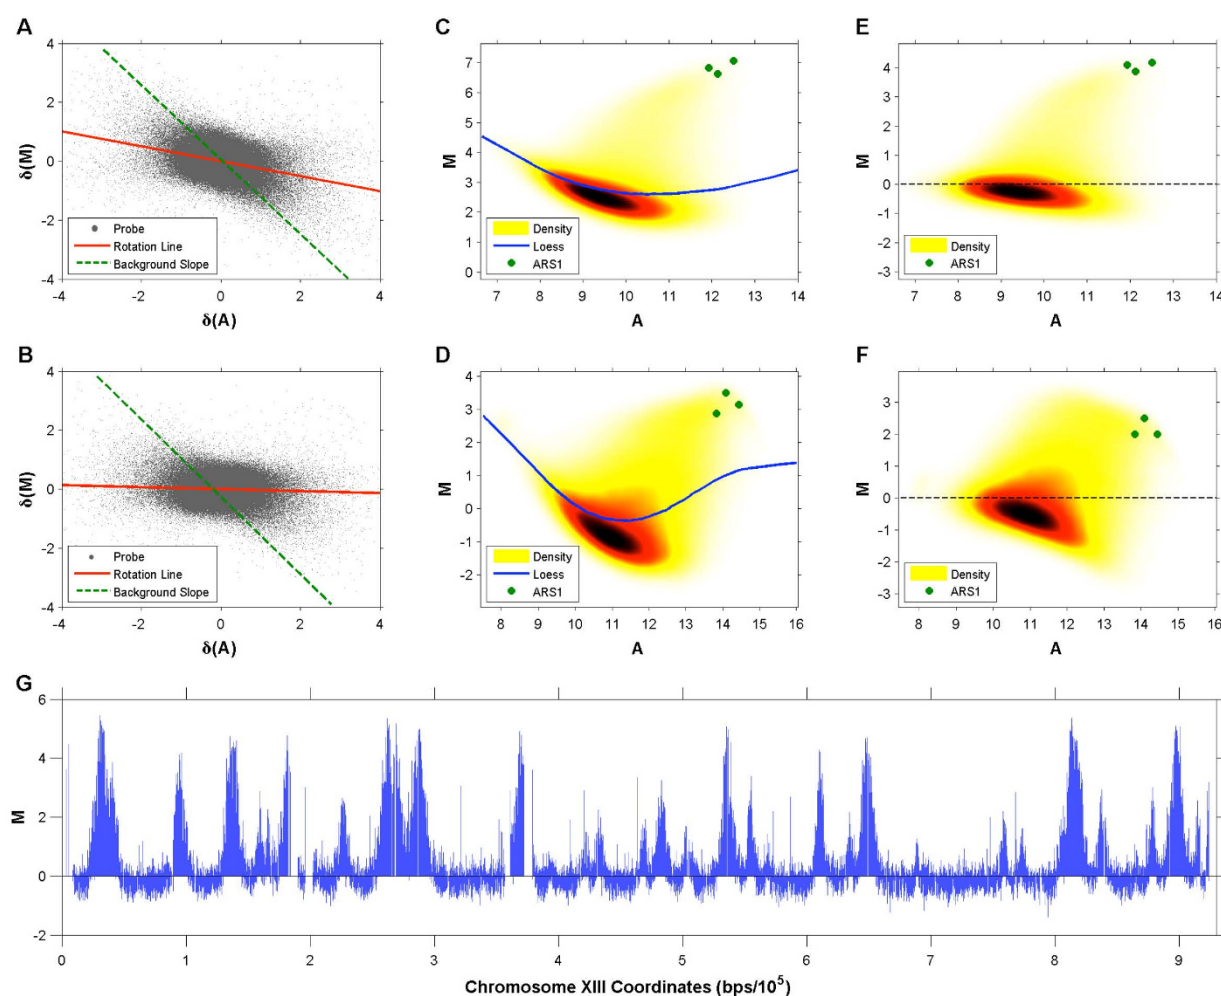 A
4
2
0
-2
-4
δ(M)
Probe
Rotation Line
Background Slope
-4
-2
0
2
4
δ(A)
C
7
6
5
4
3
2
1
0
M
Density
Loess
ARS1
7
8
9
10
11
12
13
14
A
E
4
3
2
1
0
-1
-2
-3
M
Density
ARS1
7
8
9
10
11
12
13
14
A
B
4
2
0
-2
-4
δ(M)
Probe
Rotation Line
Background Slope
-4
-2
0
2
4
δ(A)
D
4
3
2
1
0
-1
-2
M
Density
Loess
ARS1
8
9
10
11
12
13
14
15
16
A
F
3
2
1
0
-1
-2
-3
M
Density
ARS1
8
9
10
11
12
13
14
15
16
A
G
6
4
2
0
-2
M
0
1
2
3
4
5
6
7
8
9
Chromosome XIII Coordinates (bps/10⁵)